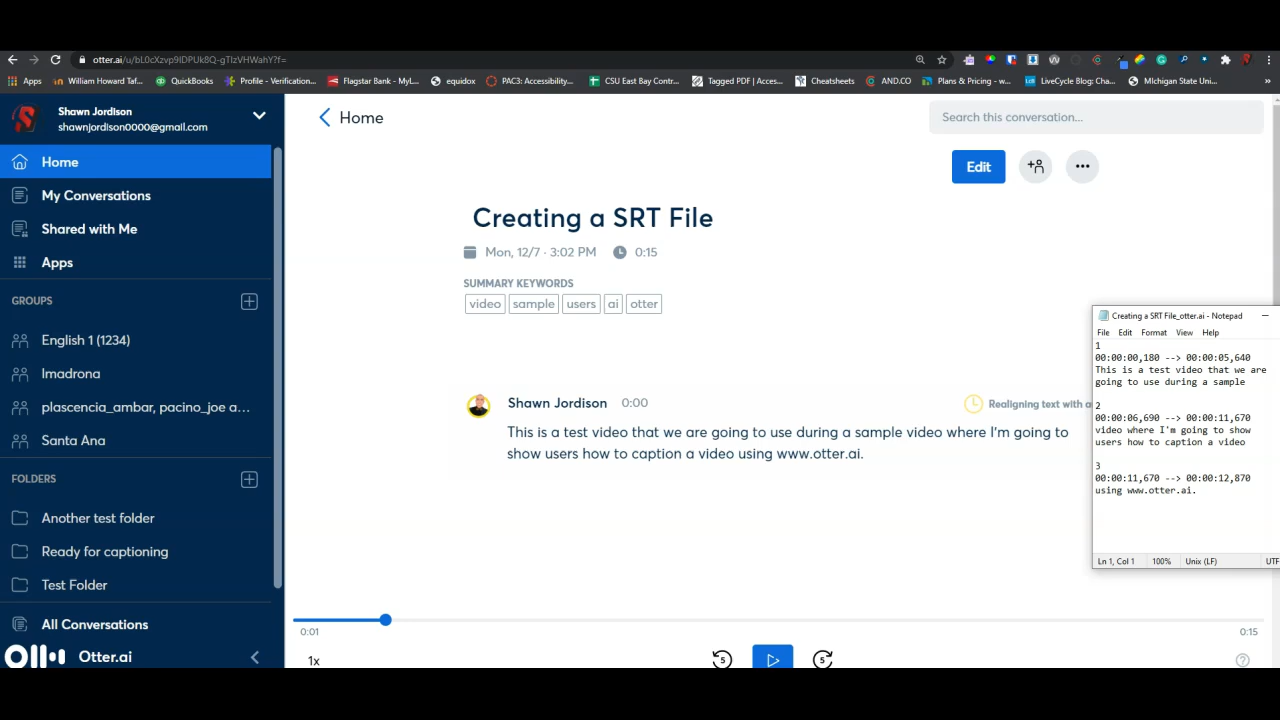 otter.ai/u/bL0cXzvp9lDPUk8Q-gTlzVHWahY?f=
Apps
William Howard Taf...
QuickBooks
Profile - Verification...
Flagstar Bank - MyL...
equidox
PAC3: Accessibility...
CSU East Bay Contr...
Tagged PDF | Acces...
Cheatsheets
AND.CO
Plans & Pricing - w...
LiveCycle Blog: Cha...
MIchigan State Uni...
»
Shawn Jordison
shawnjordison0000@gmail.com
Home
My Conversations
Shared with Me
Apps
GROUPS
English 1 (1234)
Imadrona
plascencia_ambar, pacino_joe a...
Santa Ana
FOLDERS
Another test folder
Ready for captioning
Test Folder
All Conversations
Otter.ai
Home
Search this conversation...
Edit
Creating a SRT File
Mon, 12/7 · 3:02 PM
0:15
SUMMARY KEYWORDS
video
sample
users
ai
otter
Shawn Jordison 0:00
Realigning text with a
This is a test video that we are going to use during a sample video where I'm going to
show users how to caption a video using www.otter.ai.
Creating a SRT File_otter.ai - Notepad
File Edit Format View Help
1
00:00:00,180 --> 00:00:05,640
This is a test video that we are
going to use during a sample
2
00:00:06,690 --> 00:00:11,670
video where I'm going to show
users how to caption a video
3
00:00:11,670 --> 00:00:12,870
using www.otter.ai.
Ln 1, Col 1
100%
Unix (LF)
UTF
0:01
0:15
1x
5
5